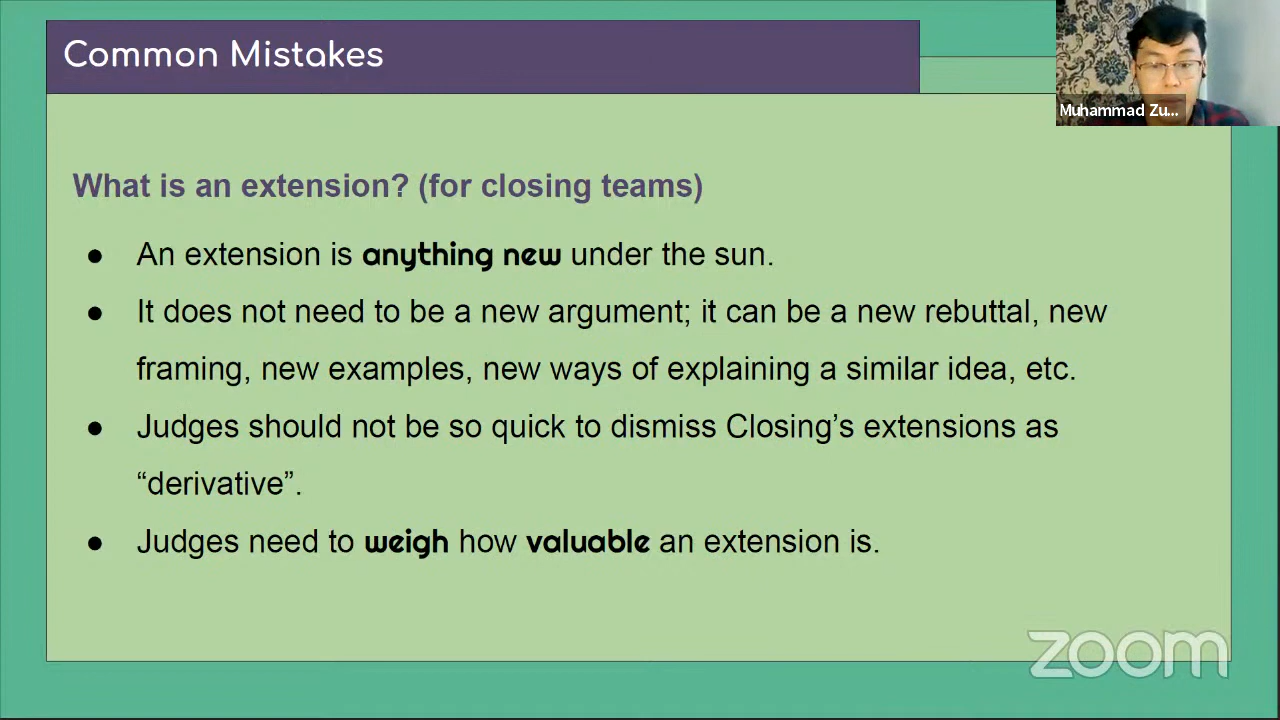 Common Mistakes
Muhammad Zu...
What is an extension? (for closing teams)
● An extension is anything new under the sun.
● It does not need to be a new argument; it can be a new rebuttal, new
framing, new examples, new ways of explaining a similar idea, etc.
● Judges should not be so quick to dismiss Closing’s extensions as
“derivative”.
● Judges need to weigh how valuable an extension is.
zoom